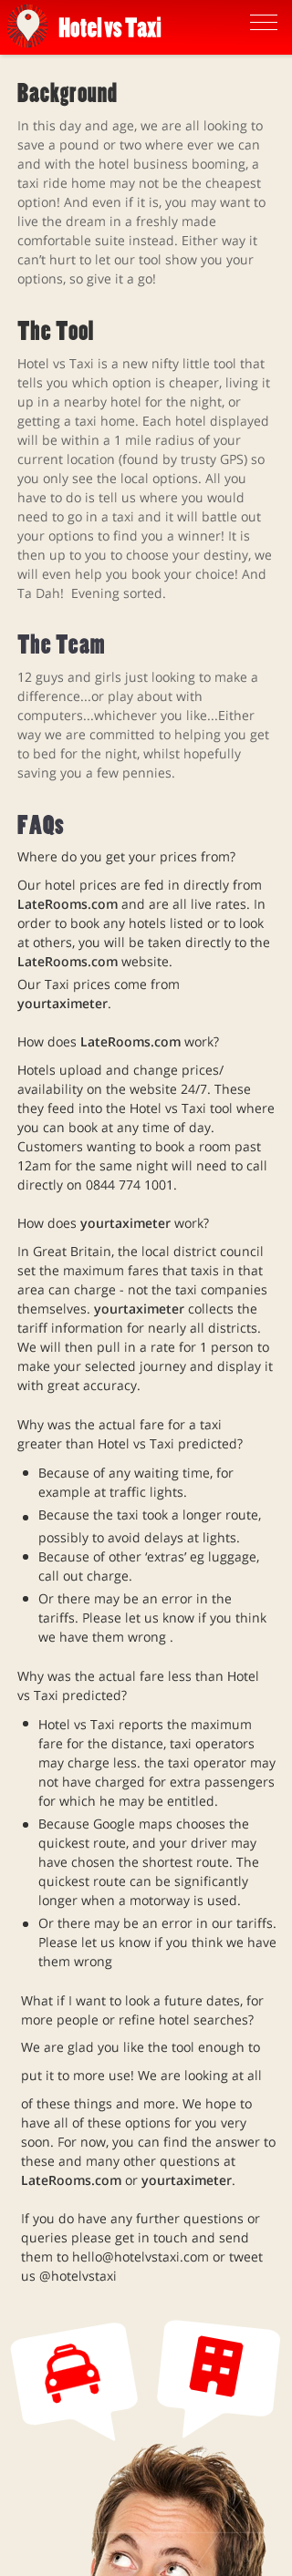 Hotel vs Taxi
Background
In this day and age, we are all looking to
save a pound or two where ever we can
and with the hotel business booming, a
taxi ride home may not be the cheapest
option! And even if it is, you may want to
live the dream in a freshly made
comfortable suite instead. Either way it
can’t hurt to let our tool show you your
options, so give it a go!
The Tool
Hotel vs Taxi is a new nifty little tool that
tells you which option is cheaper, living it
up in a nearby hotel for the night, or
getting a taxi home. Each hotel displayed
will be within a 1 mile radius of your
current location (found by trusty GPS) so
you only see the local options. All you
have to do is tell us where you would
need to go in a taxi and it will battle out
your options to find you a winner! It is
then up to you to choose your destiny, we
will even help you book your choice! And
Ta Dah!  Evening sorted.
The Team
12 guys and girls just looking to make a
difference...or play about with
computers...whichever you like...Either
way we are committed to helping you get
to bed for the night, whilst hopefully
saving you a few pennies.
FAQs
Where do you get your prices from?
Our hotel prices are fed in directly from
LateRooms.com and are all live rates. In
order to book any hotels listed or to look
at others, you will be taken directly to the
LateRooms.com website.
Our Taxi prices come from
yourtaximeter.
How does LateRooms.com work?
Hotels upload and change prices/
availability on the website 24/7. These
they feed into the Hotel vs Taxi tool where
you can book at any time of day.
Customers wanting to book a room past
12am for the same night will need to call
directly on 0844 774 1001.
How does yourtaximeter work?
In Great Britain, the local district council
set the maximum fares that taxis in that
area can charge - not the taxi companies
themselves. yourtaximeter collects the
tariff information for nearly all districts.
We will then pull in a rate for 1 person to
make your selected journey and display it
with great accuracy.
Why was the actual fare for a taxi
greater than Hotel vs Taxi predicted?
• Because of any waiting time, for
example at traffic lights.
• Because the taxi took a longer route,
possibly to avoid delays at lights.
• Because of other ‘extras’ eg luggage,
call out charge.
• Or there may be an error in the
tariffs. Please let us know if you think
we have them wrong .
Why was the actual fare less than Hotel
vs Taxi predicted?
• Hotel vs Taxi reports the maximum
fare for the distance, taxi operators
may charge less. the taxi operator may
not have charged for extra passengers
for which he may be entitled.
• Because Google maps chooses the
quickest route, and your driver may
have chosen the shortest route. The
quickest route can be significantly
longer when a motorway is used.
• Or there may be an error in our tariffs.
Please let us know if you think we have
them wrong
What if I want to look a future dates, for
more people or refine hotel searches?
We are glad you like the tool enough to
put it to more use! We are looking at all
of these things and more. We hope to
have all of these options for you very
soon. For now, you can find the answer to
these and many other questions at
LateRooms.com or yourtaximeter.
If you do have any further questions or
queries please get in touch and send
them to hello@hotelvstaxi.com or tweet
us @hotelvstaxi